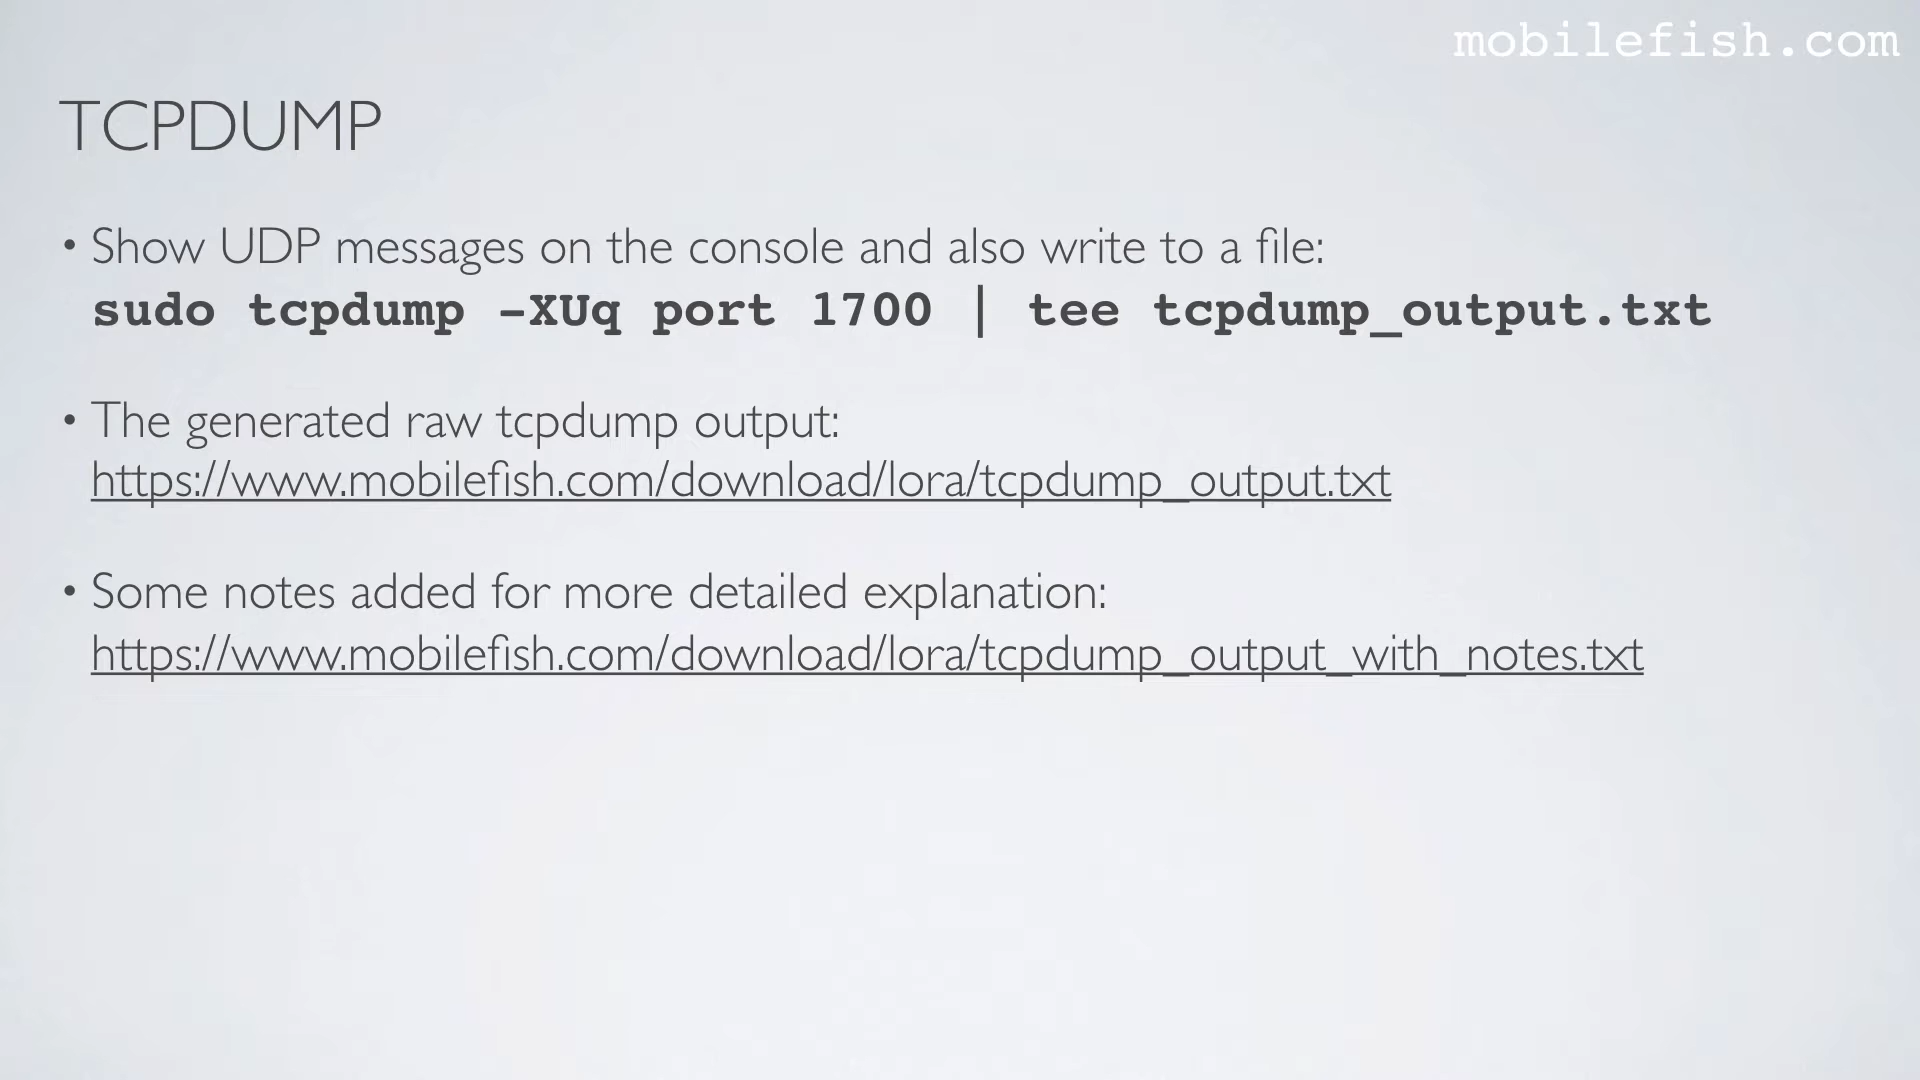 mobilefish.com
TCPDUMP
• Show UDP messages on the console and also write to a file:
sudo tcpdump -XUq port 1700 | tee tcpdump_output.txt
• The generated raw tcpdump output:
https://www.mobilefish.com/download/lora/tcpdump_output.txt
• Some notes added for more detailed explanation:
https://www.mobilefish.com/download/lora/tcpdump_output_with_notes.txt